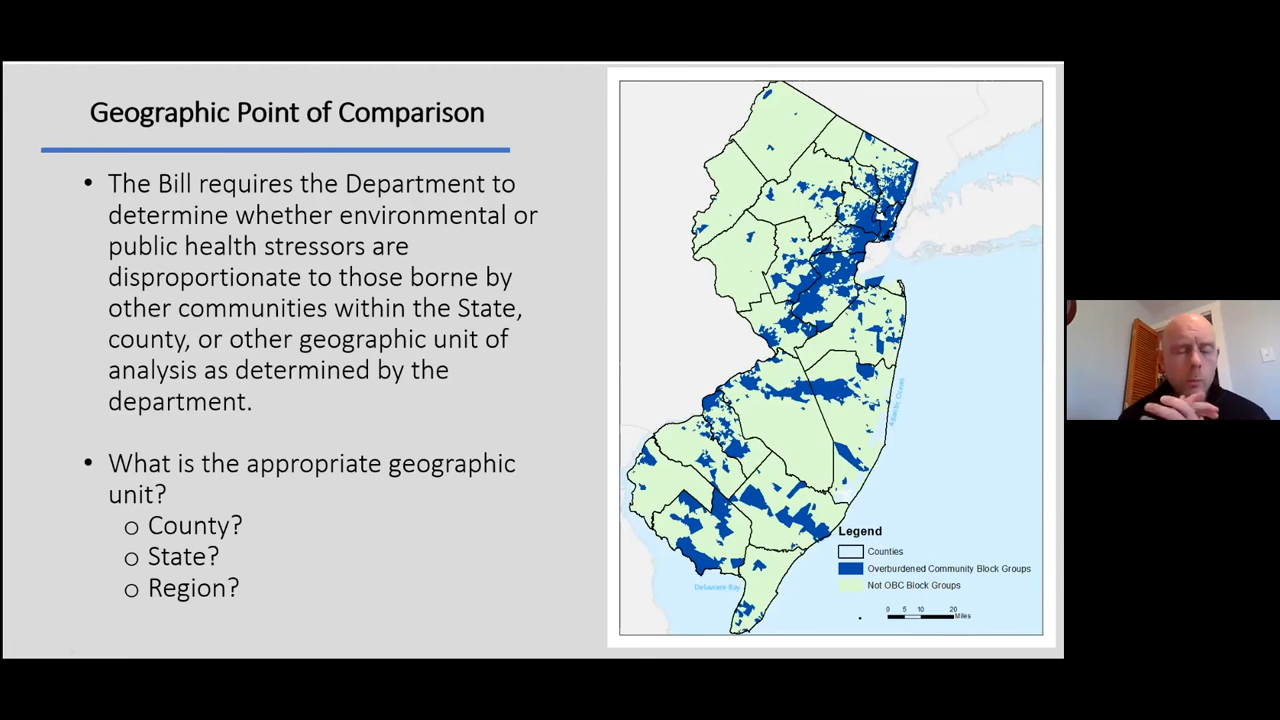 Geographic Point of Comparison
• The Bill requires the Department to
determine whether environmental or
public health stressors are
disproportionate to those borne by
other communities within the State,
county, or other geographic unit of
analysis as determined by the
department.
• What is the appropriate geographic
unit?
o County?
o State?
o Region?
Atlantic Ocean
Delaware Bay
Legend
Counties
Overburdened Community Block Groups
Not OBC Block Groups
0 5 10 20
Miles